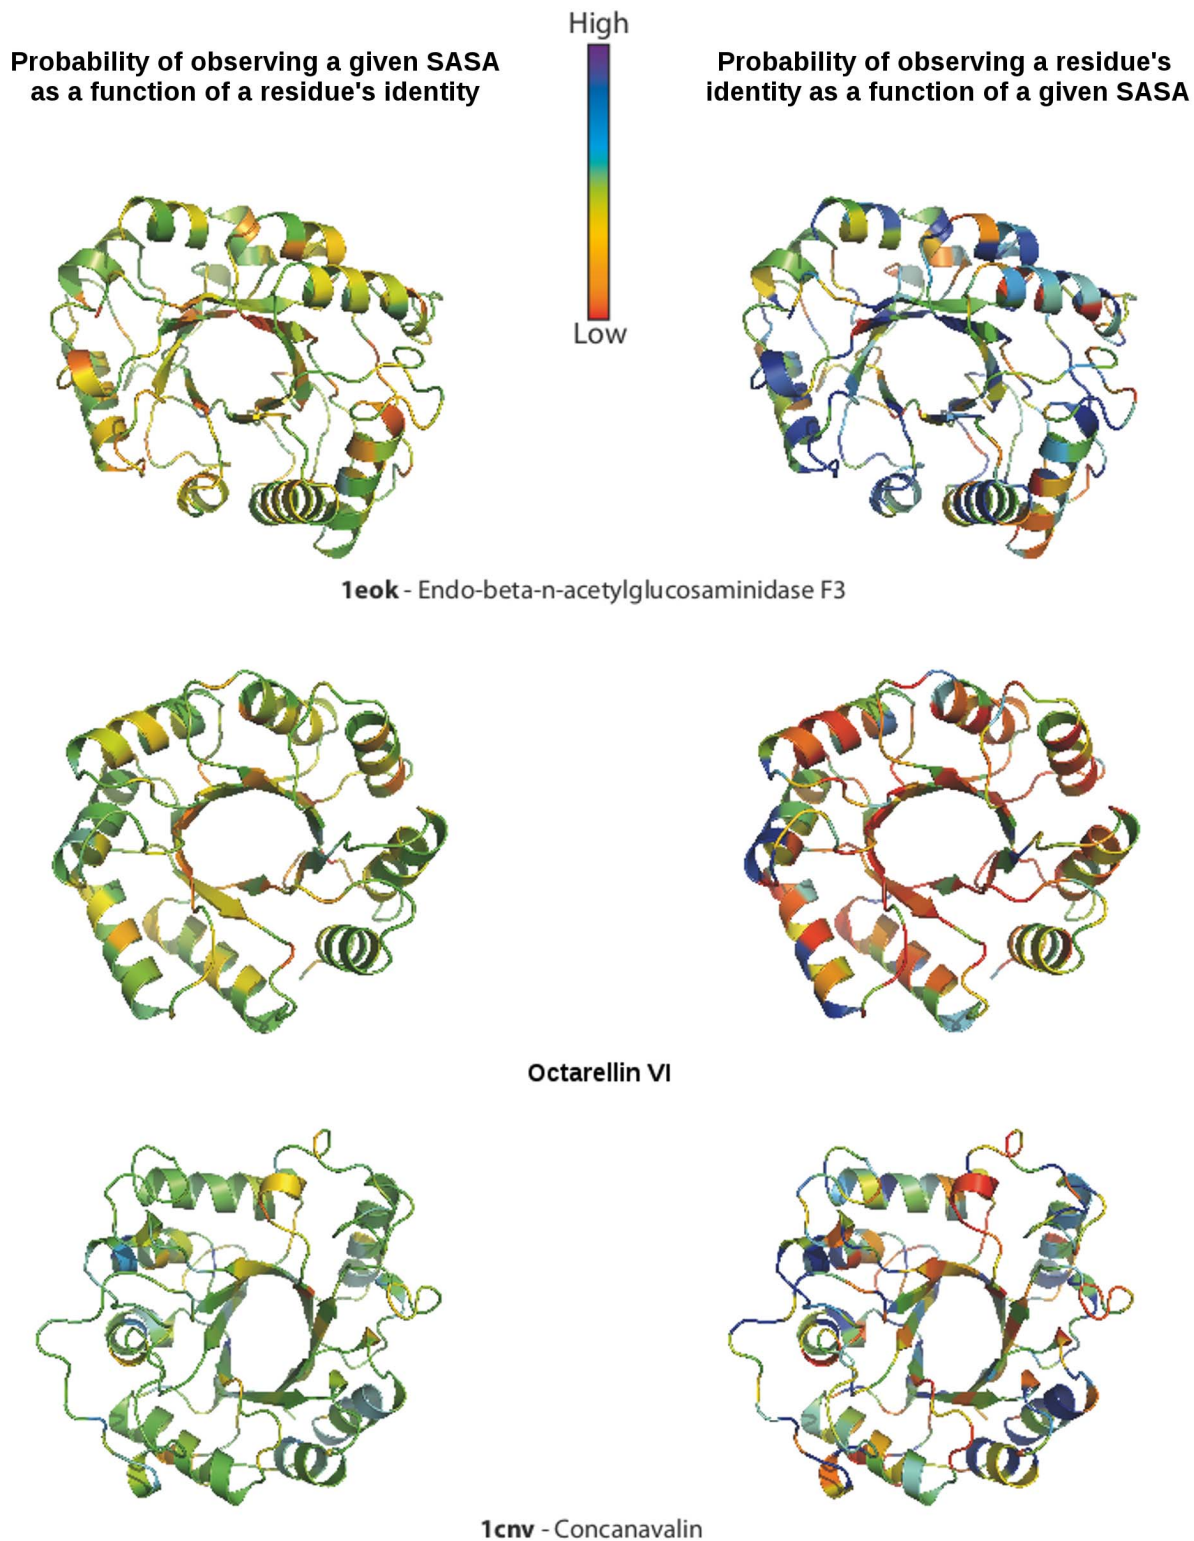 High
Probability of observing a given SASA
as a function of a residue's identity
Probability of observing a residue's
identity as a function of a given SASA
Low
1eok - Endo-beta-n-acetylglucosaminidase F3
Octarellin VI
1cnv - Concanavalin